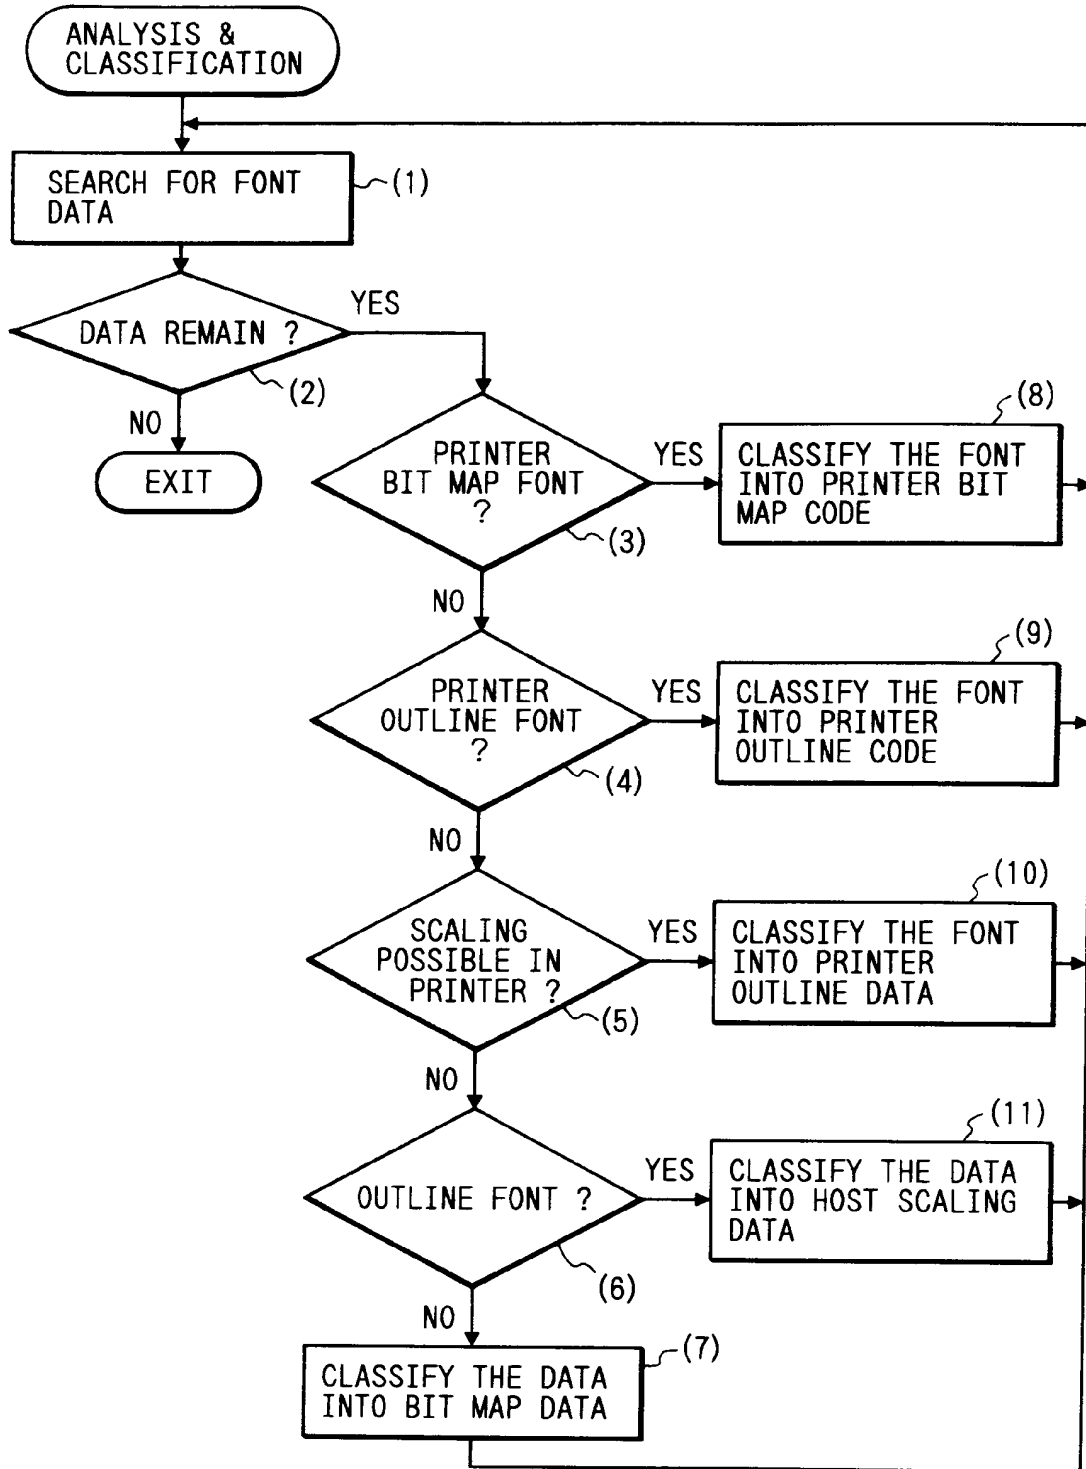 ANALYSIS &
CLASSIFICATION
SEARCH FOR FONT
DATA
(1)
DATA REMAIN ?
YES
(2)
NO
EXIT
PRINTER
BIT MAP FONT
?
(3)
YES
(8)
CLASSIFY THE FONT
INTO PRINTER BIT
MAP CODE
NO
PRINTER
OUTLINE FONT
?
(4)
YES
(9)
CLASSIFY THE FONT
INTO PRINTER
OUTLINE CODE
NO
SCALING
POSSIBLE IN
PRINTER ?
(5)
YES
(10)
CLASSIFY THE FONT
INTO PRINTER
OUTLINE DATA
NO
OUTLINE FONT ?
(6)
YES
(11)
CLASSIFY THE DATA
INTO HOST SCALING
DATA
NO
(7)
CLASSIFY THE DATA
INTO BIT MAP DATA